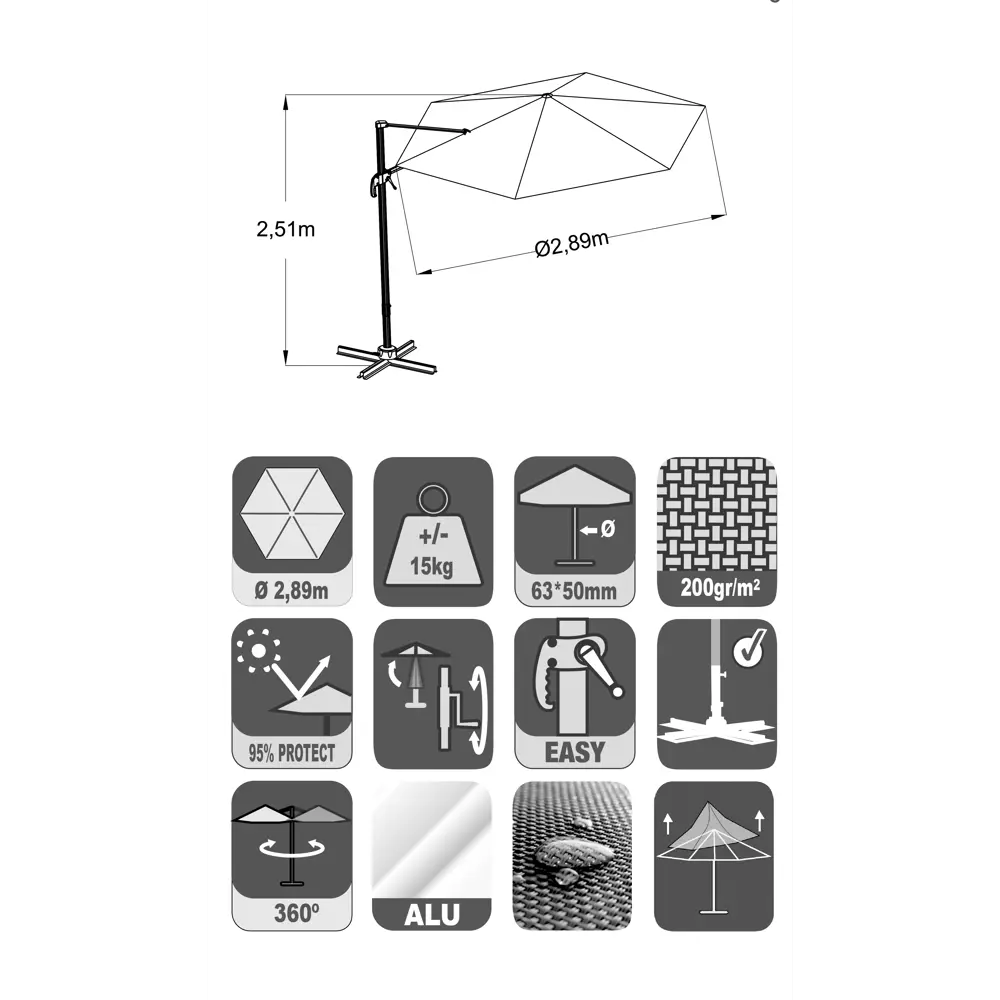 2,51m
Ø2,89m
Ø 2,89m
+/-
15kg
Ø
63*50mm
200gr/m²
95% PROTECT
EASY
360º
ALU